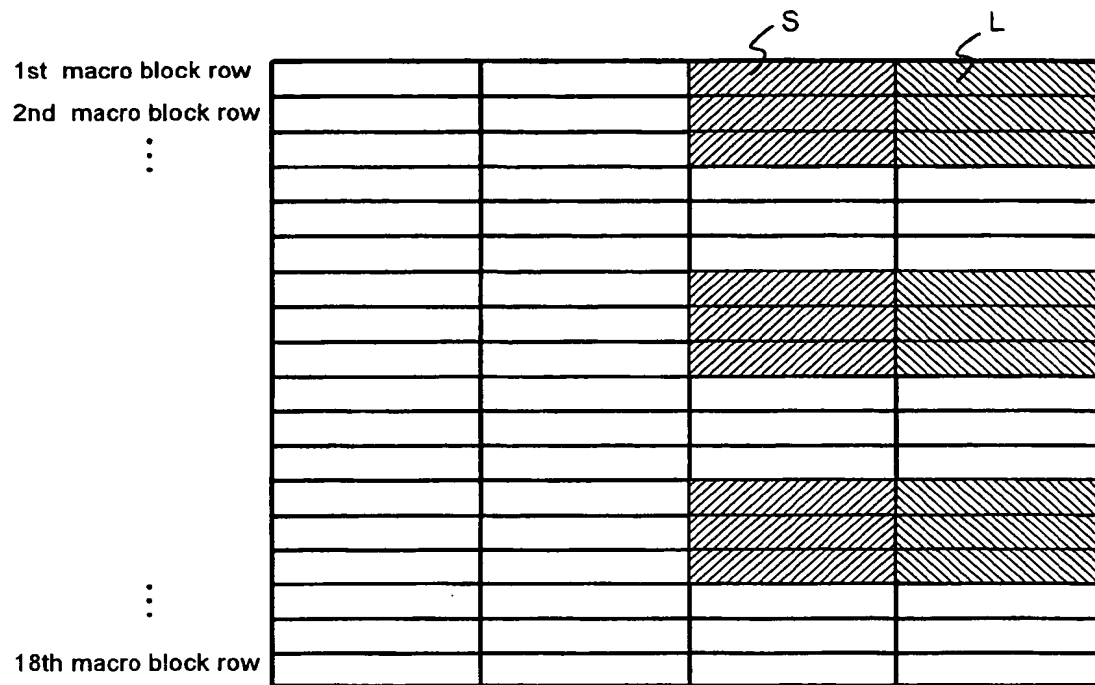 S
L
1st macro block row
2nd macro block row
⋮
⋮
18th macro block row